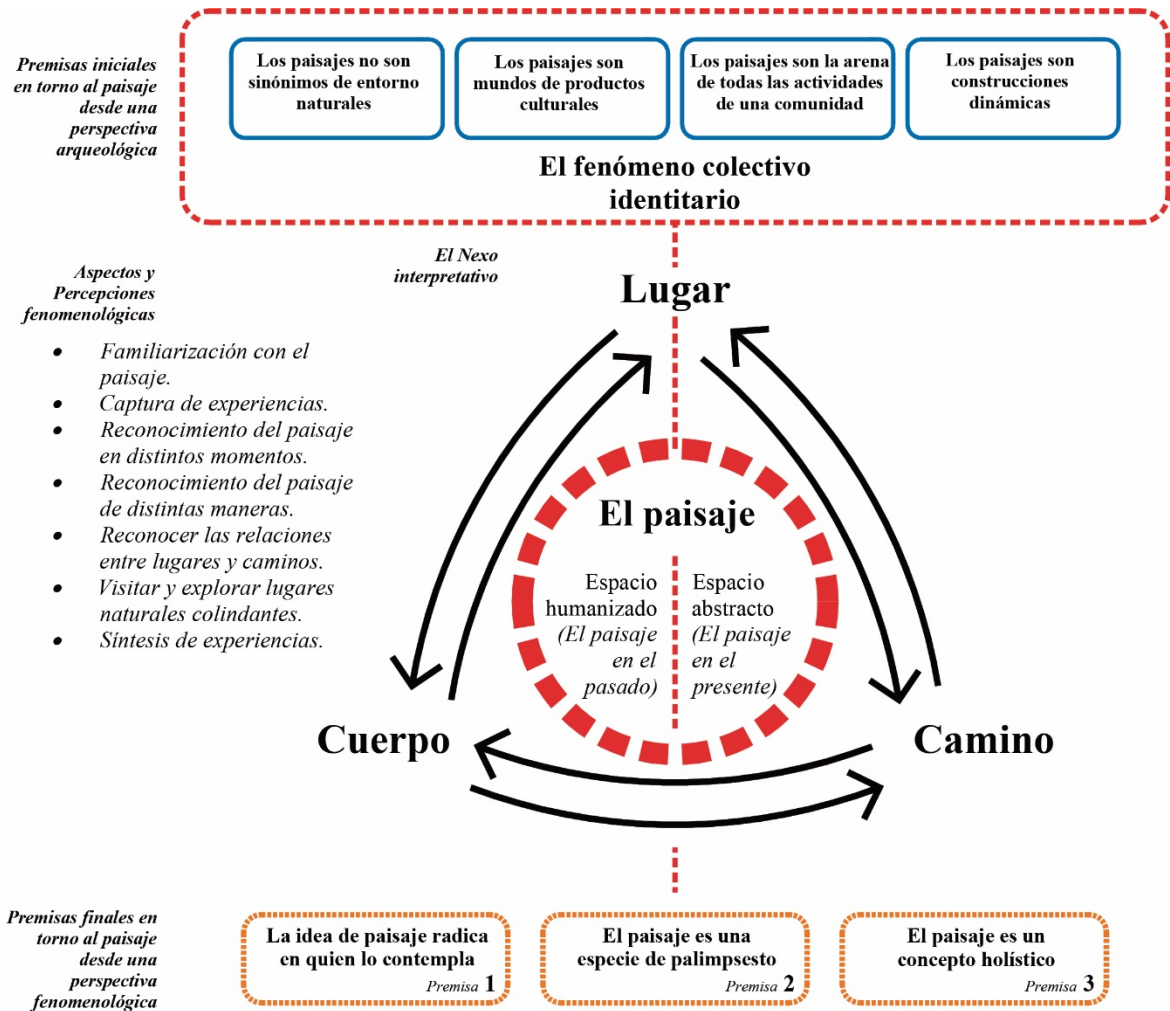 Premisas iniciales
en torno al paisaje
desde una
perspectiva
arqueológica
Los paisajes no son
sinónimos de entorno
naturales
Los paisajes son
mundos de productos
culturales
Los paisajes son la arena
de todas las actividades
de una comunidad
Los paisajes son
construcciones
dinámicas
El fenómeno colectivo
identitario
El Nexo
interpretativo
Aspectos y
Percepciones
fenomenológicas
• Familiarización con el
paisaje.
• Captura de experiencias.
• Reconocimiento del paisaje
en distintos momentos.
• Reconocimiento del paisaje
de distintas maneras.
• Reconocer las relaciones
entre lugares y caminos.
• Visitar y explorar lugares
naturales colindantes.
• Síntesis de experiencias.
Lugar
El paisaje
Espacio
humanizado
(El paisaje
en el
pasado)
Espacio
abstracto
(El paisaje
en el
presente)
Cuerpo
Camino
Premisas finales en
torno al paisaje
desde una
perspectiva
fenomenológica
La idea de paisaje radica
en quien lo contempla
Premisa 1
El paisaje es una
especie de palimpsesto
Premisa 2
El paisaje es un
concepto holístico
Premisa 3